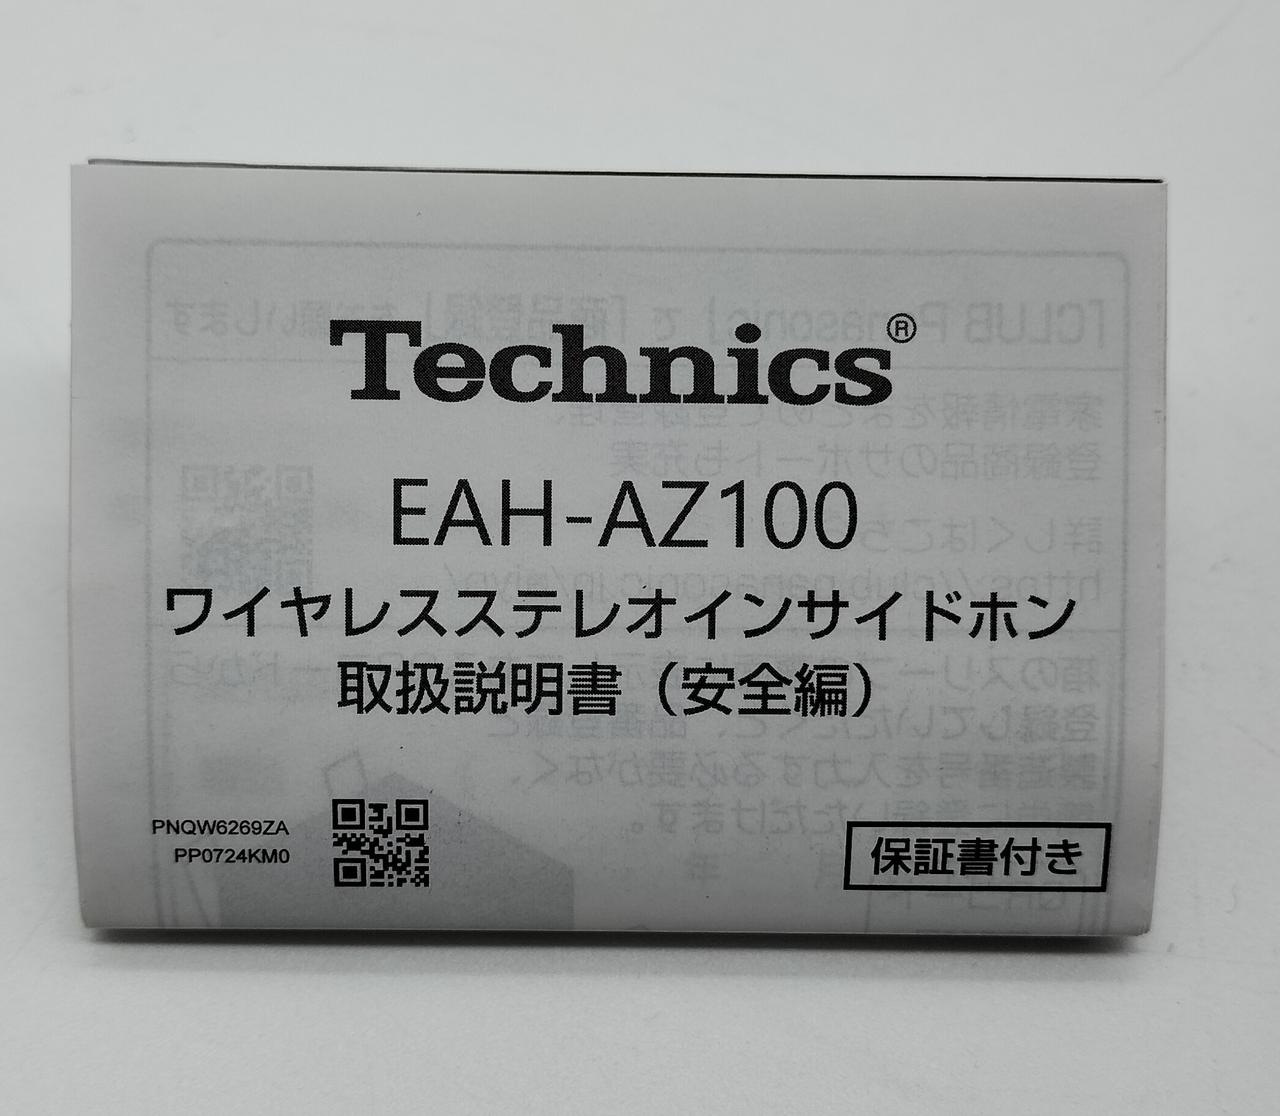 Technics®
EAH-AZ100
ワイヤレスステレオインサイドホン
取扱説明書（安全編）
PNQW6269ZA
PP0724KM0
保証書付き